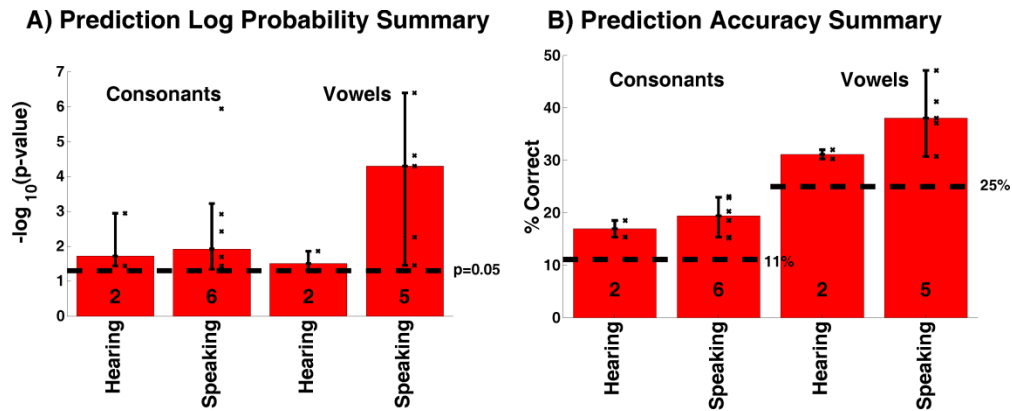 A) Prediction Log Probability Summary
7
6
5
4
3
2
1
0
-log10(p-value)
Consonants
Vowels
p=0.05
2
6
2
5
Hearing
Speaking
Hearing
Speaking
B) Prediction Accuracy Summary
50
40
30
20
10
0
% Correct
Consonants
Vowels
25%
11%
2
6
2
5
Hearing
Speaking
Hearing
Speaking